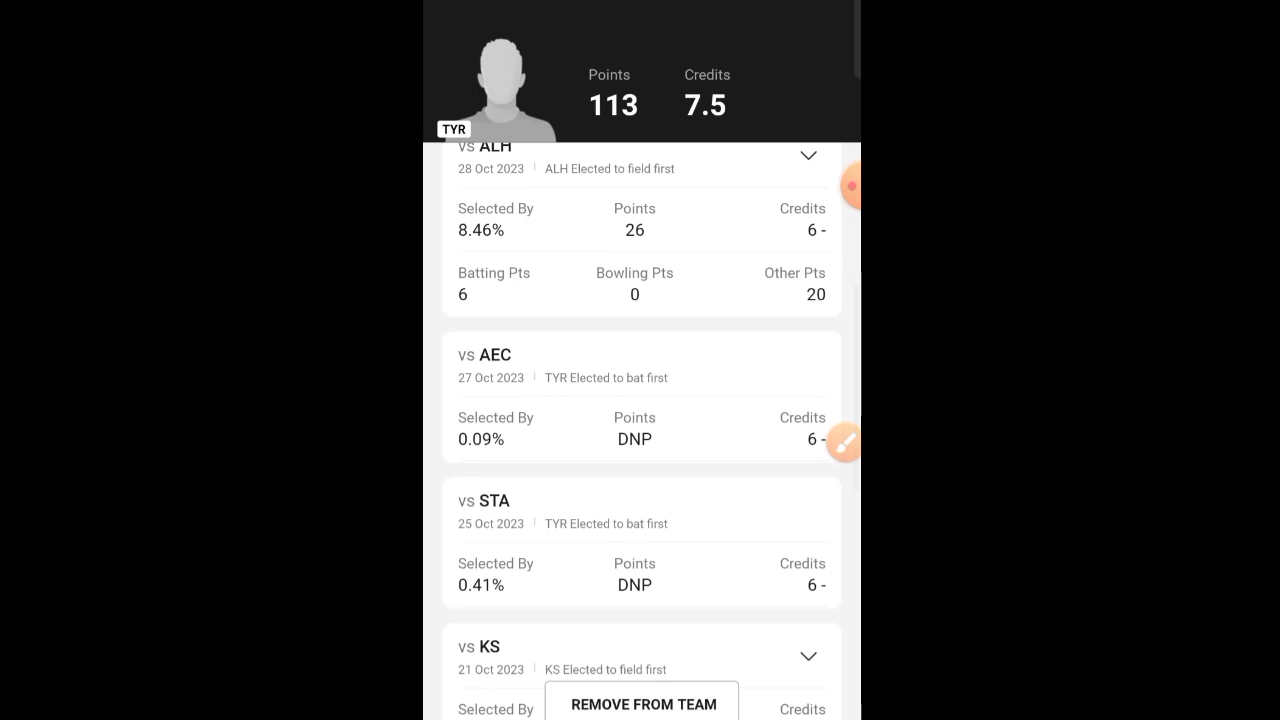 Points Credits
113 7.5
TYR
vs ALH
28 Oct 2023 ALH Elected to field first
Selected By Points Credits
8.46% 26 6 -
Batting Pts Bowling Pts Other Pts
6 0 20
vs AEC
27 Oct 2023 TYR Elected to bat first
Selected By Points Credits
0.09% DNP 6 -
vs STA
25 Oct 2023 TYR Elected to bat first
Selected By Points Credits
0.41% DNP 6 -
vs KS
21 Oct 2023 KS Elected to field first
Selected By Credits
REMOVE FROM TEAM